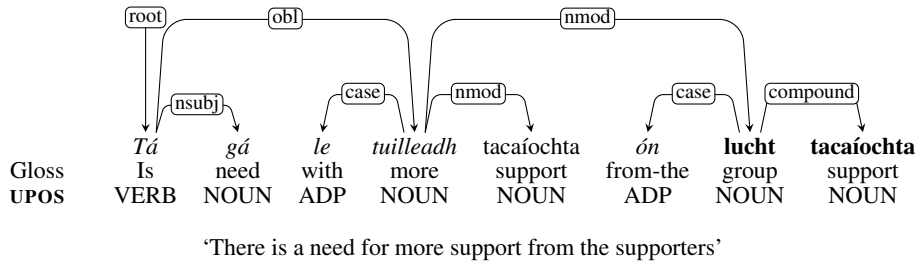 root obl nmod
nsubj case nmod case compound
Tá gá le tuilleadh tacaíochta ón lucht tacaíochta
Gloss Is need with more support from-the group support
UPOS VERB NOUN ADP NOUN NOUN ADP NOUN NOUN
‘There is a need for more support from the supporters’